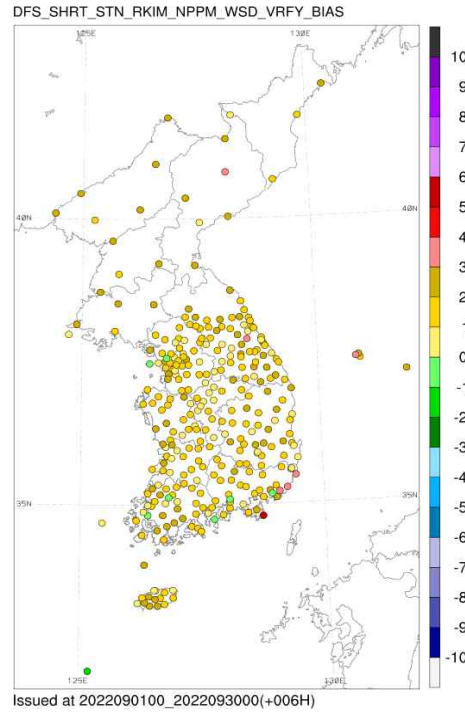 DFS_SHRT_STN_RKIM_NPPM_WSD_VRFY_BIAS
125E
130E
10
9
8
7
6
5
40N
40N
4
3
2
1
0
-1
-2
-3
-4
35N
35N
-5
-6
-7
-8
-9
-10
125E
130E
Issued at 2022090100_2022093000(+006H)